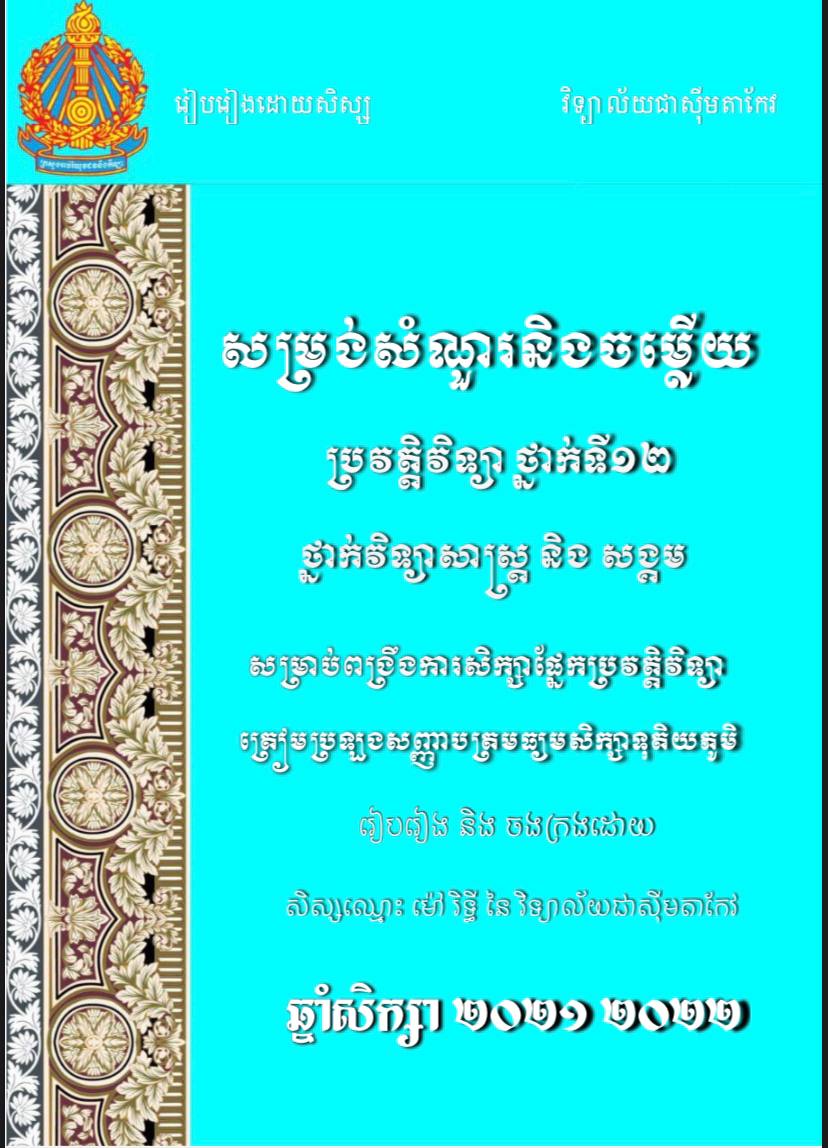 រៀបរៀងដោយសិស្ស វិទ្យាល័យជាស៊ីមតាកែវ
សម្រង់សំណួរនិងចម្លើយ
ប្រវត្តិវិទ្យា ថ្នាក់ទី១២
ថ្នាក់វិទ្យាសាស្ត្រ និង សង្គម
សម្រាប់ពង្រឹងការសិក្សាផ្នែកប្រវត្តិវិទ្យា
ត្រៀមប្រឡងសញ្ញាបត្រមធ្យមសិក្សាទុតិយភូមិ
រៀបរៀង និង ចងក្រងដោយ
សិស្សឈ្មោះ ម៉ៅ រិទ្ធី នៃ វិទ្យាល័យជាស៊ីមតាកែវ
ឆ្នាំសិក្សា ២០២១ ២០២២